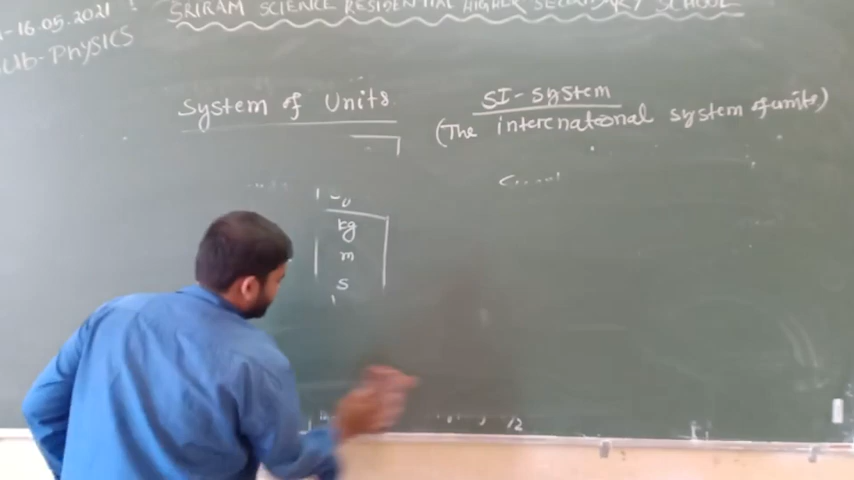 -16.05.2021
SRIRAM SCIENCE RESIDENTIAL HIGHER SECONDARY SCHOOL
Sub-PhysICS
System of Units
SI-System
(The international system of units)
kg
m
s
12